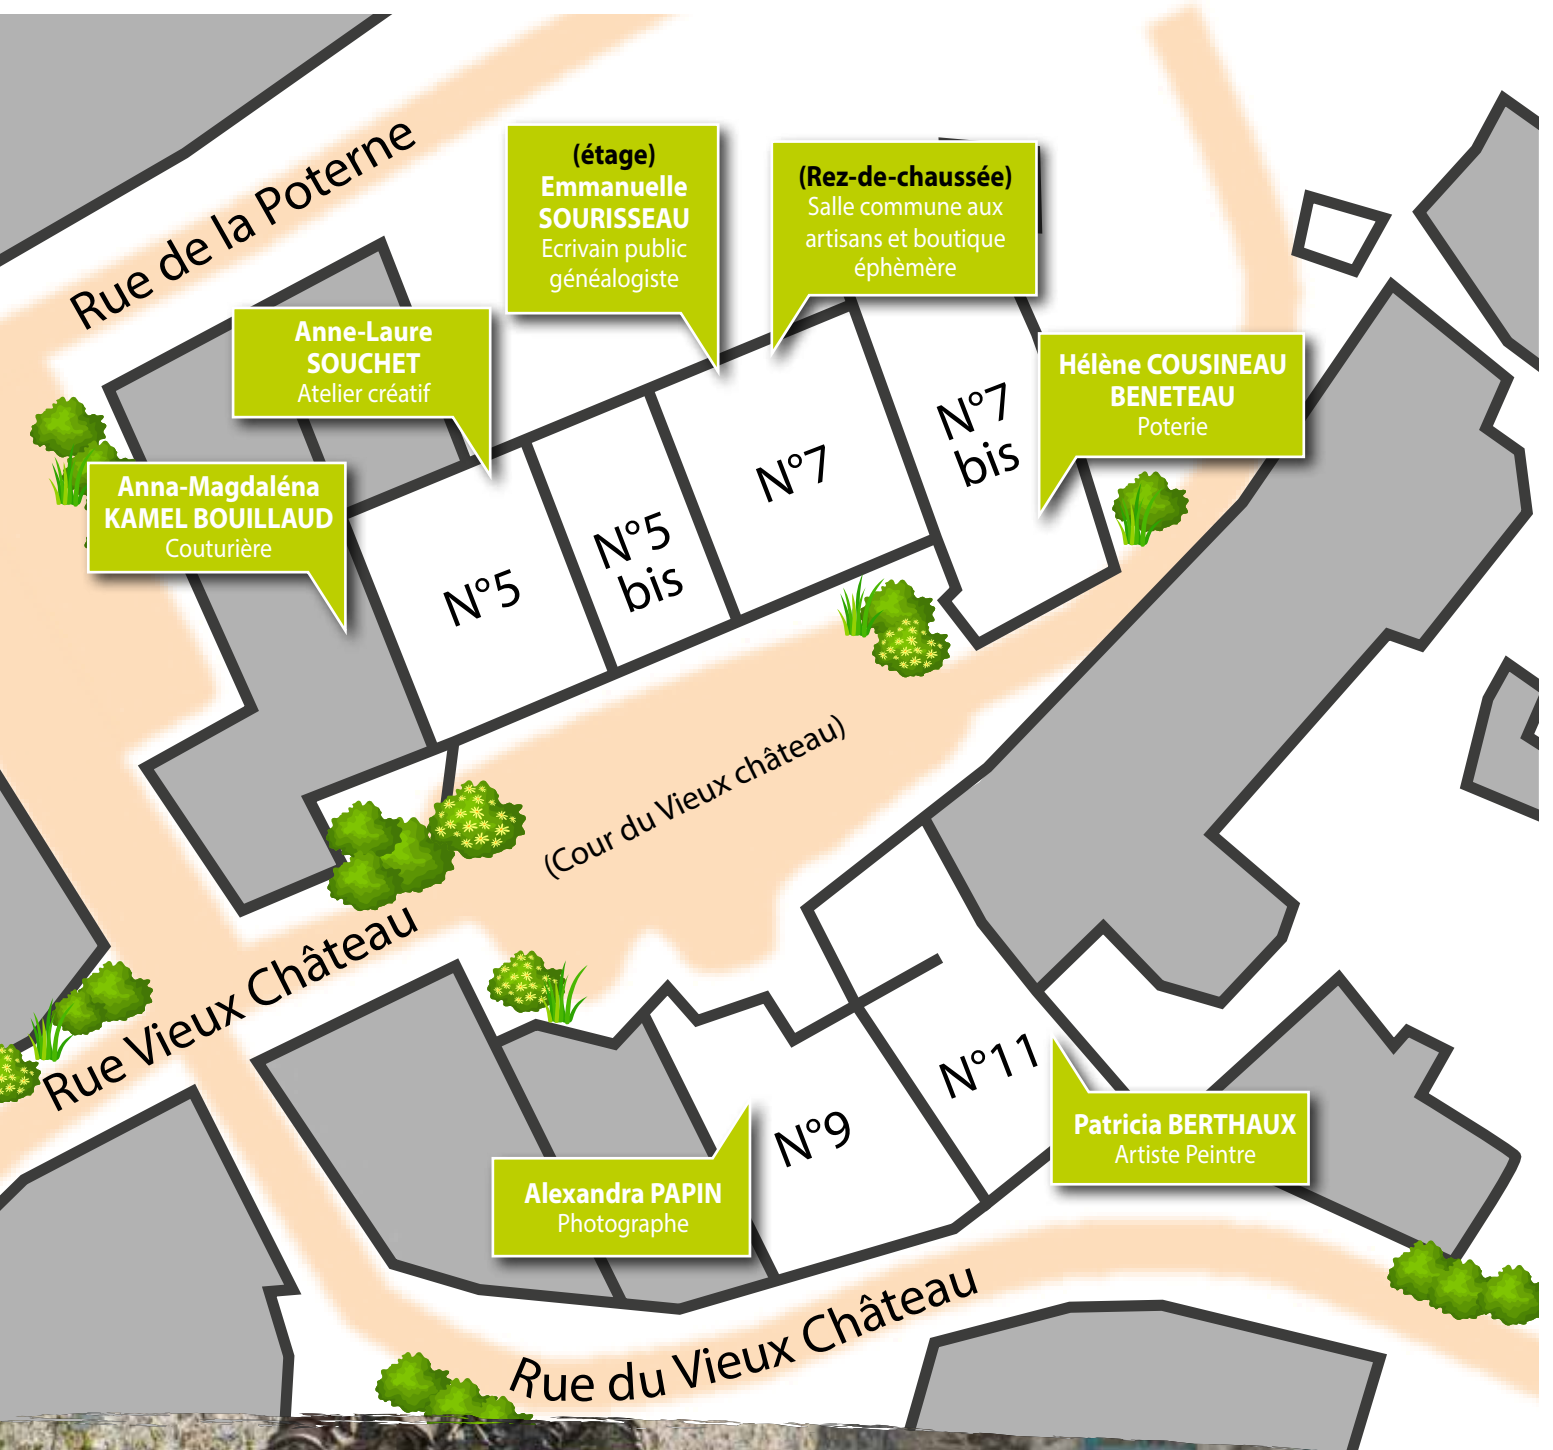 Rue de la Poterne
(étage)
Emmanuelle
SOURISSEAU
Ecrivain public
généalogiste
(Rez-de-chaussée)
Salle commune aux
artisans et boutique
éphèmère
Anne-Laure
SOUCHET
Atelier créatif
Hélène COUSINEAU
BENETEAU
Poterie
Anna-Magdaléna
KAMEL BOUILLAUD
Couturière
N°5
N°5
bis
N°7
N°7
bis
(Cour du Vieux château)
Rue Vieux Château
N°9
N°11
Patricia BERTHAUX
Artiste Peintre
Alexandra PAPIN
Photographe
Rue du Vieux Château